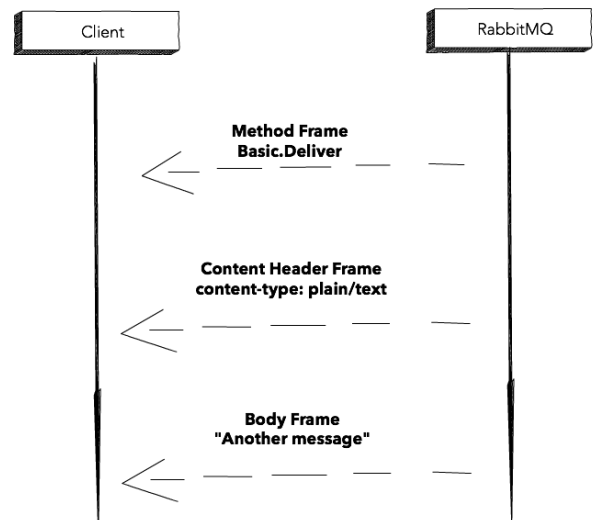 Client
RabbitMQ
Method Frame
Basic.Deliver
Content Header Frame
content-type: plain/text
Body Frame
"Another message"